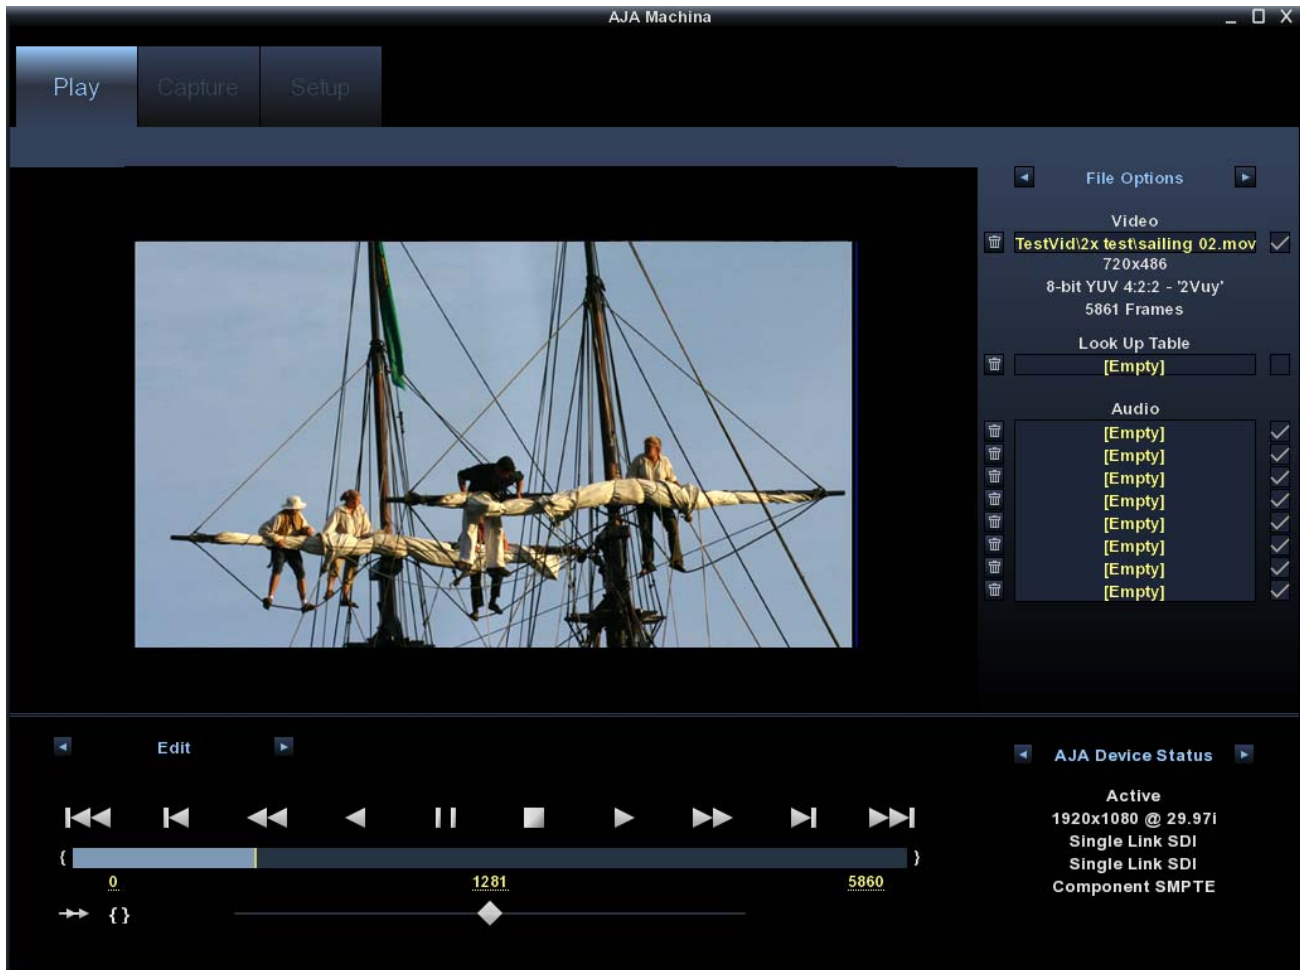 AJA Machina
Play
Capture
Setup
File Options
Video
TestVid\2x test\sailing 02.mov
720x486
8-bit YUV 4:2:2 - '2Vuy'
5861 Frames
Look Up Table
[Empty]
Audio
[Empty]
[Empty]
[Empty]
[Empty]
[Empty]
[Empty]
[Empty]
[Empty]
Edit
{ }
0
1281
5860
{ }
AJA Device Status
Active
1920x1080 @ 29.97i
Single Link SDI
Single Link SDI
Component SMPTE